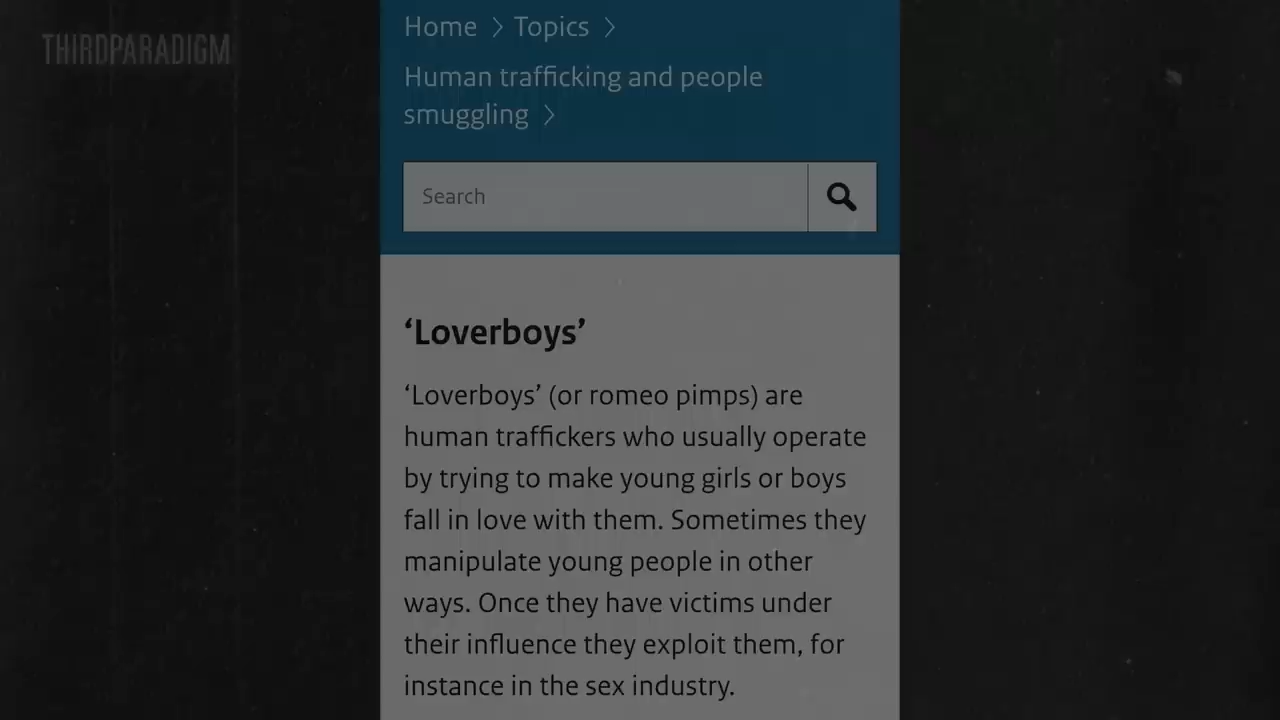 THIRDPARADIGM
Home > Topics >
Human trafficking and people
smuggling >
Search
‘Loverboys’
‘Loverboys’ (or romeo pimps) are
human traffickers who usually operate
by trying to make young girls or boys
fall in love with them. Sometimes they
manipulate young people in other
ways. Once they have victims under
their influence they exploit them, for
instance in the sex industry.